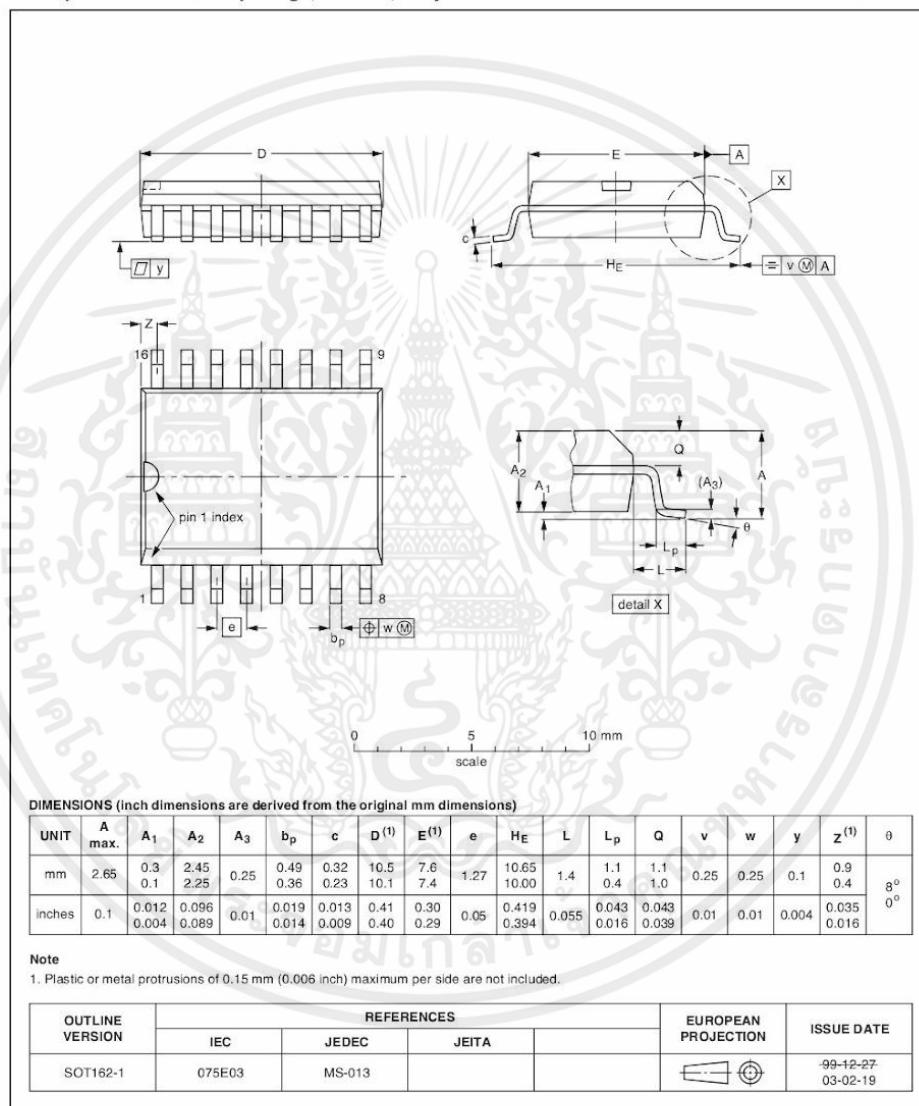 D
E
A
X
c
y
HE
v Ⓜ A
Z
16
9
pin 1 index
1
8
e
bp
w Ⓜ
Q
A2
A1
(A3)
A
θ
Lp
L
detail X
0 5 10 mm
scale
DIMENSIONS (inch dimensions are derived from the original mm dimensions)
UNIT A max. A1 A2 A3 bp c D(1) E(1) e HE L Lp Q v w y Z(1) θ
mm 2.65 0.3 0.1 2.45 2.25 0.25 0.49 0.36 0.32 0.23 10.5 10.1 7.6 7.4 1.27 10.65 10.00 1.4 1.1 0.4 1.1 1.0 0.25 0.25 0.1 0.9 0.4 8° 0°
inches 0.1 0.012 0.004 0.096 0.089 0.01 0.019 0.014 0.013 0.009 0.41 0.40 0.30 0.29 0.05 0.419 0.394 0.055 0.043 0.016 0.043 0.039 0.01 0.01 0.004 0.035 0.016
Note
1. Plastic or metal protrusions of 0.15 mm (0.006 inch) maximum per side are not included.
OUTLINE VERSION REFERENCES EUROPEAN PROJECTION ISSUE DATE
IEC JEDEC JEITA
SOT162-1 075E03 MS-013 99-12-27 03-02-19